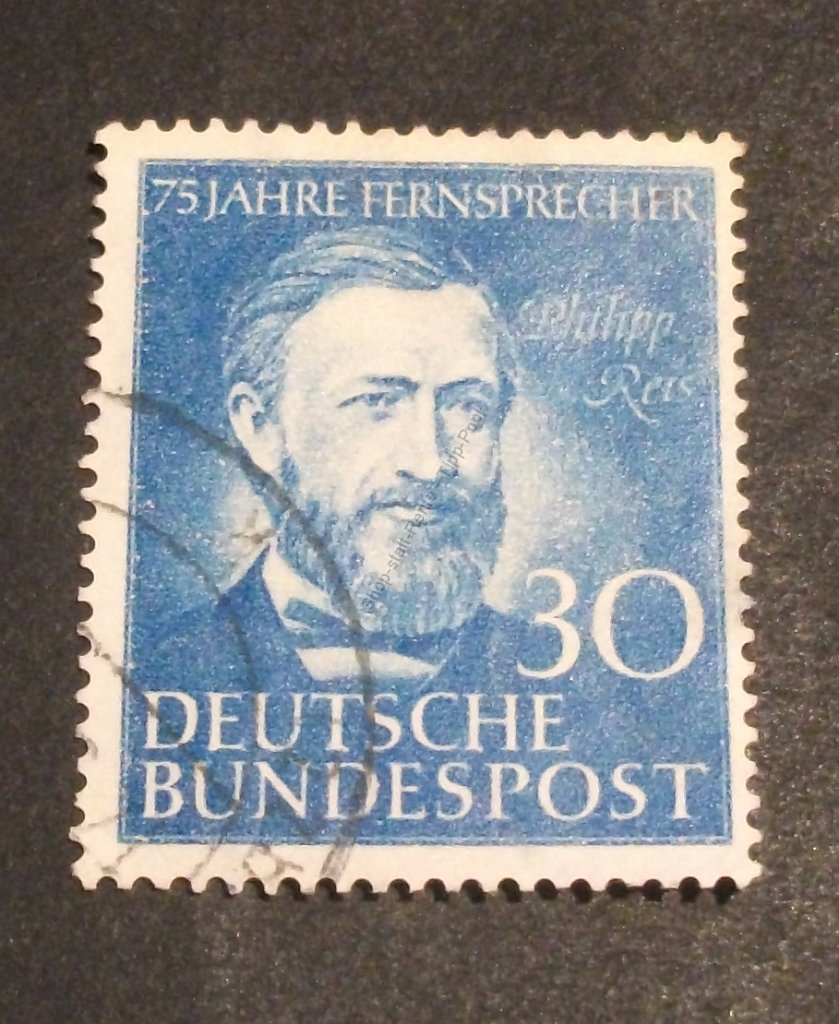 75 JAHRE FERNSPRECHER
Philipp
Reis
30
DEUTSCHE
BUNDESPOST